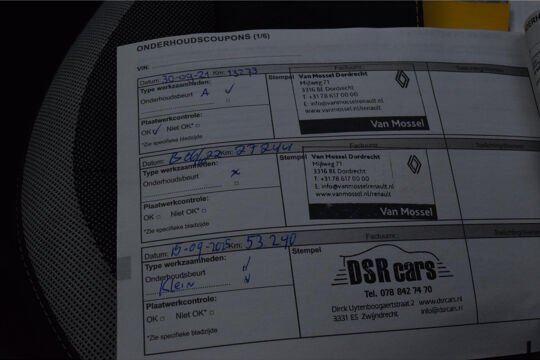 ONDERHOUDSCOUPONS (1/6)
VIN:
Datum: 30-09-21 Km: 13273
Type werkzaamheden:
Onderhoudsbeurt A ✓
Plaatwerkcontrole:
OK ✓ Niet OK* □
*Zie specifieke bladzijde
Factuurnr.:
Stempel
Van Mossel Dordrecht
Mijlweg 71
3316 BE Dordrecht
T: +31 78 617 00 00
E: info@vanmosselrenault.nl
www.vanmossel.nl/renault
Van Mossel
Datum: Km: 27244
Type werkzaamheden:
Onderhoudsbeurt x
Plaatwerkcontrole:
OK □ Niet OK* □
*Zie specifieke bladzijde
Factuurnr.:
Stempel
Van Mossel Dordrecht
Mijlweg 71
3316 BE Dordrecht
T: +31 78 617 00 00
E: info@vanmosselrenault.nl
www.vanmossel.nl/renault
Van Mossel
Datum: 15-09-2025 Km: 53240
Type werkzaamheden:
Onderhoudsbeurt ✓
Klein ✓
Plaatwerkcontrole:
OK □ Niet OK* □
*Zie specifieke bladzijde
Factuurnr.:
Stempel
DSR cars
Tel. 078 842 74 70
Dirck Uytenbogaertstraat 2 www.dsrcars.nl
3331 ES Zwijndrecht info@dsrcars.nl